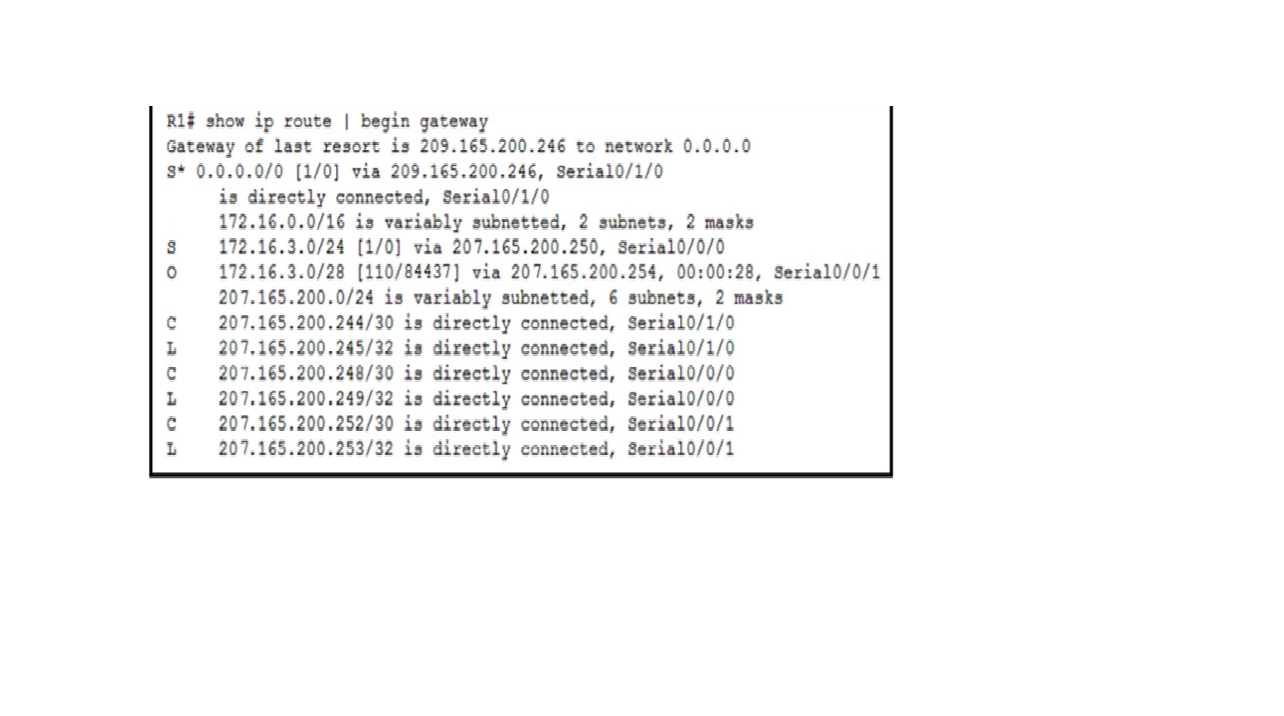 R1# show ip route | begin gateway
Gateway of last resort is 209.165.200.246 to network 0.0.0.0
S* 0.0.0.0/0 [1/0] via 209.165.200.246, Serial0/1/0
is directly connected, Serial0/1/0
172.16.0.0/16 is variably subnetted, 2 subnets, 2 masks
S 172.16.3.0/24 [1/0] via 207.165.200.250, Serial0/0/0
O 172.16.3.0/28 [110/84437] via 207.165.200.254, 00:00:28, Serial0/0/1
207.165.200.0/24 is variably subnetted, 6 subnets, 2 masks
C 207.165.200.244/30 is directly connected, Serial0/1/0
L 207.165.200.245/32 is directly connected, Serial0/1/0
C 207.165.200.248/30 is directly connected, Serial0/0/0
L 207.165.200.249/32 is directly connected, Serial0/0/0
C 207.165.200.252/30 is directly connected, Serial0/0/1
L 207.165.200.253/32 is directly connected, Serial0/0/1